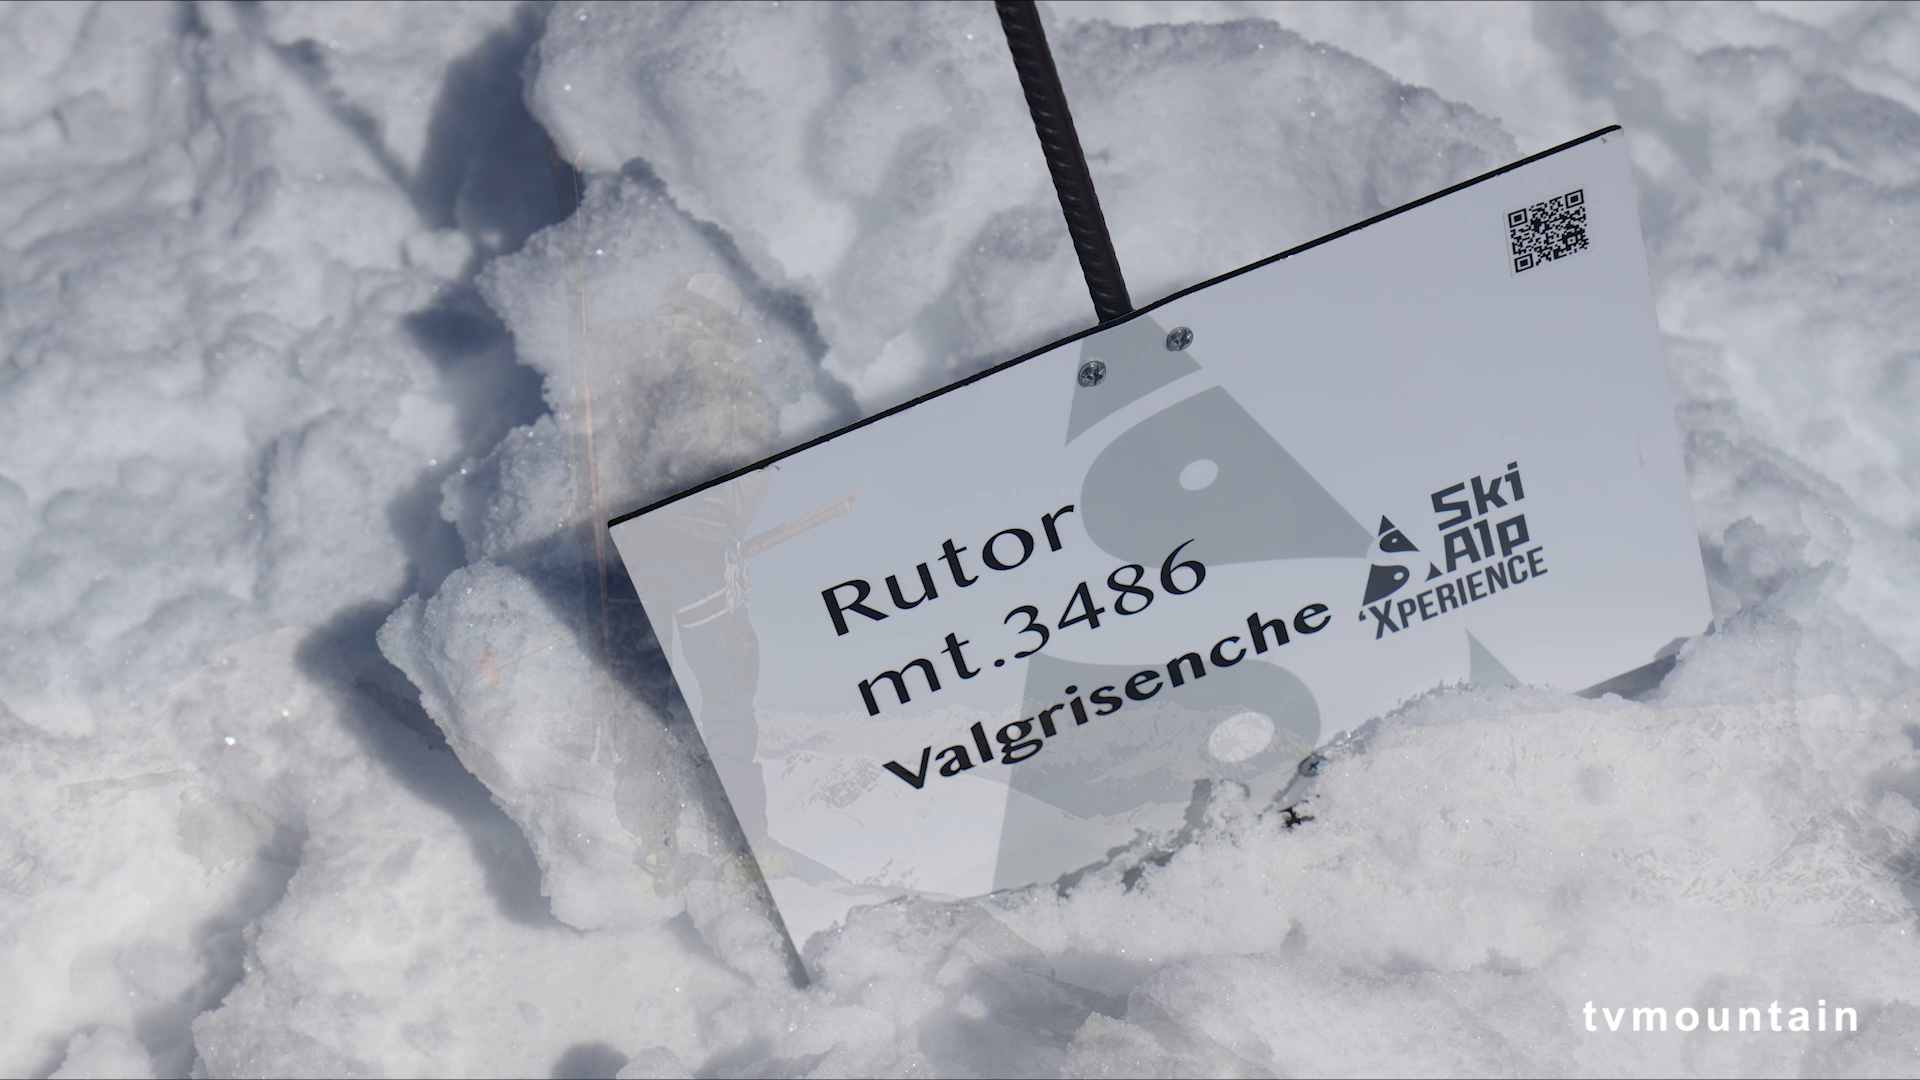 Rutor
mt.3486
Valgrisenche
Ski
Alp
'XPERIENCE
tvmountain